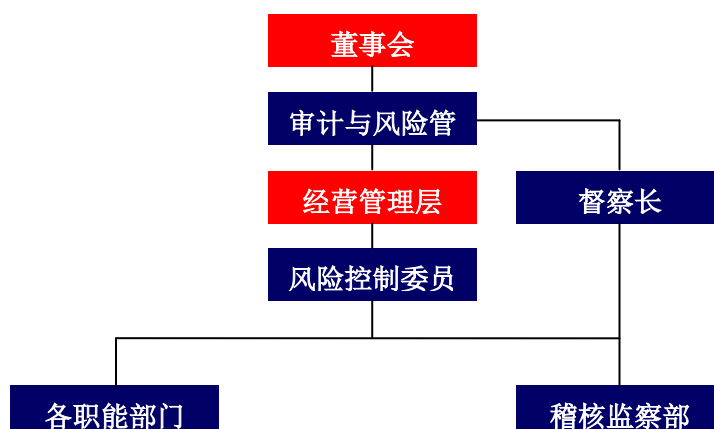 董事会
审计与风险管
经营管理层
督察长
风险控制委员
各职能部门
稽核监察部